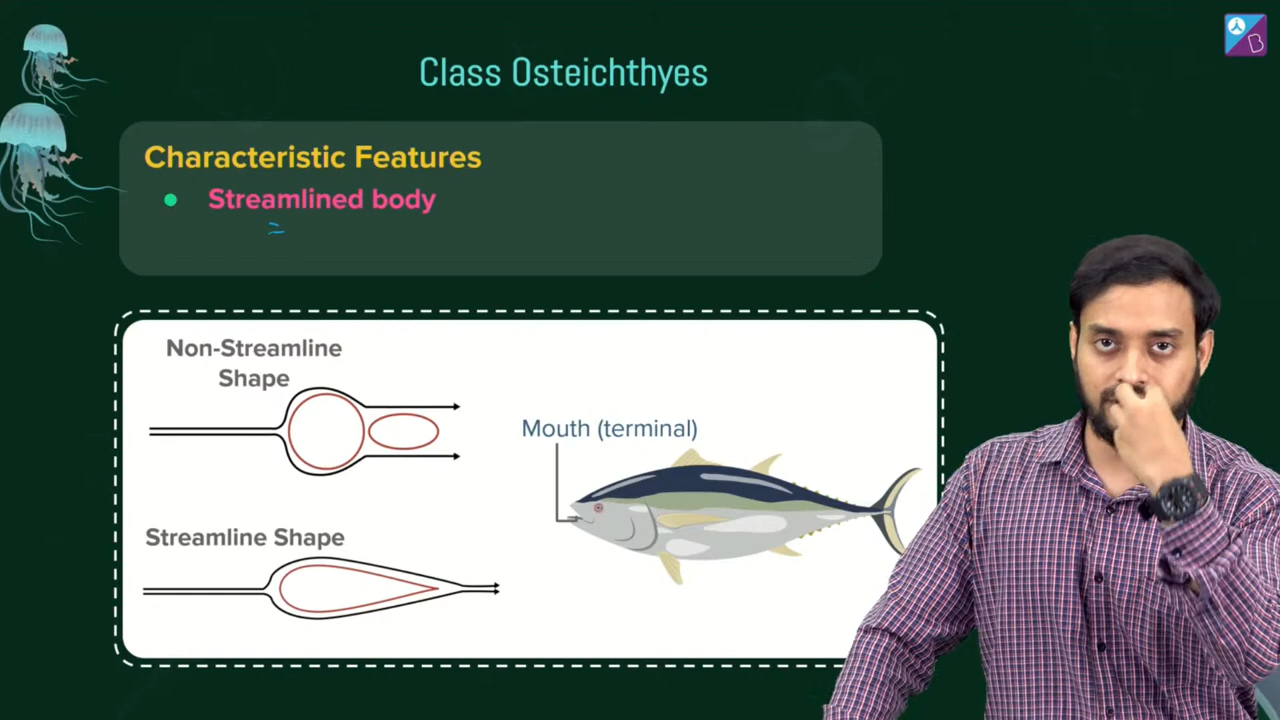 Class Osteichthyes
Characteristic Features
Streamlined body
Non-Streamline
Shape
Mouth (terminal)
Streamline Shape
B